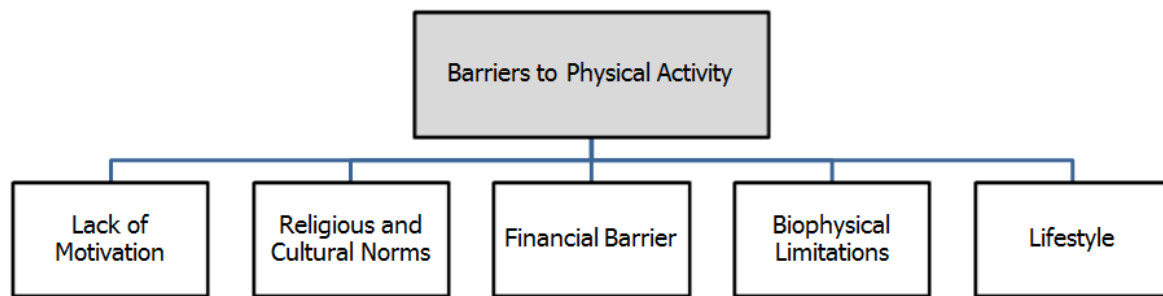 Barriers to Physical Activity
Lack of
Motivation
Religious and
Cultural Norms
Financial Barrier
Biophysical
Limitations
Lifestyle